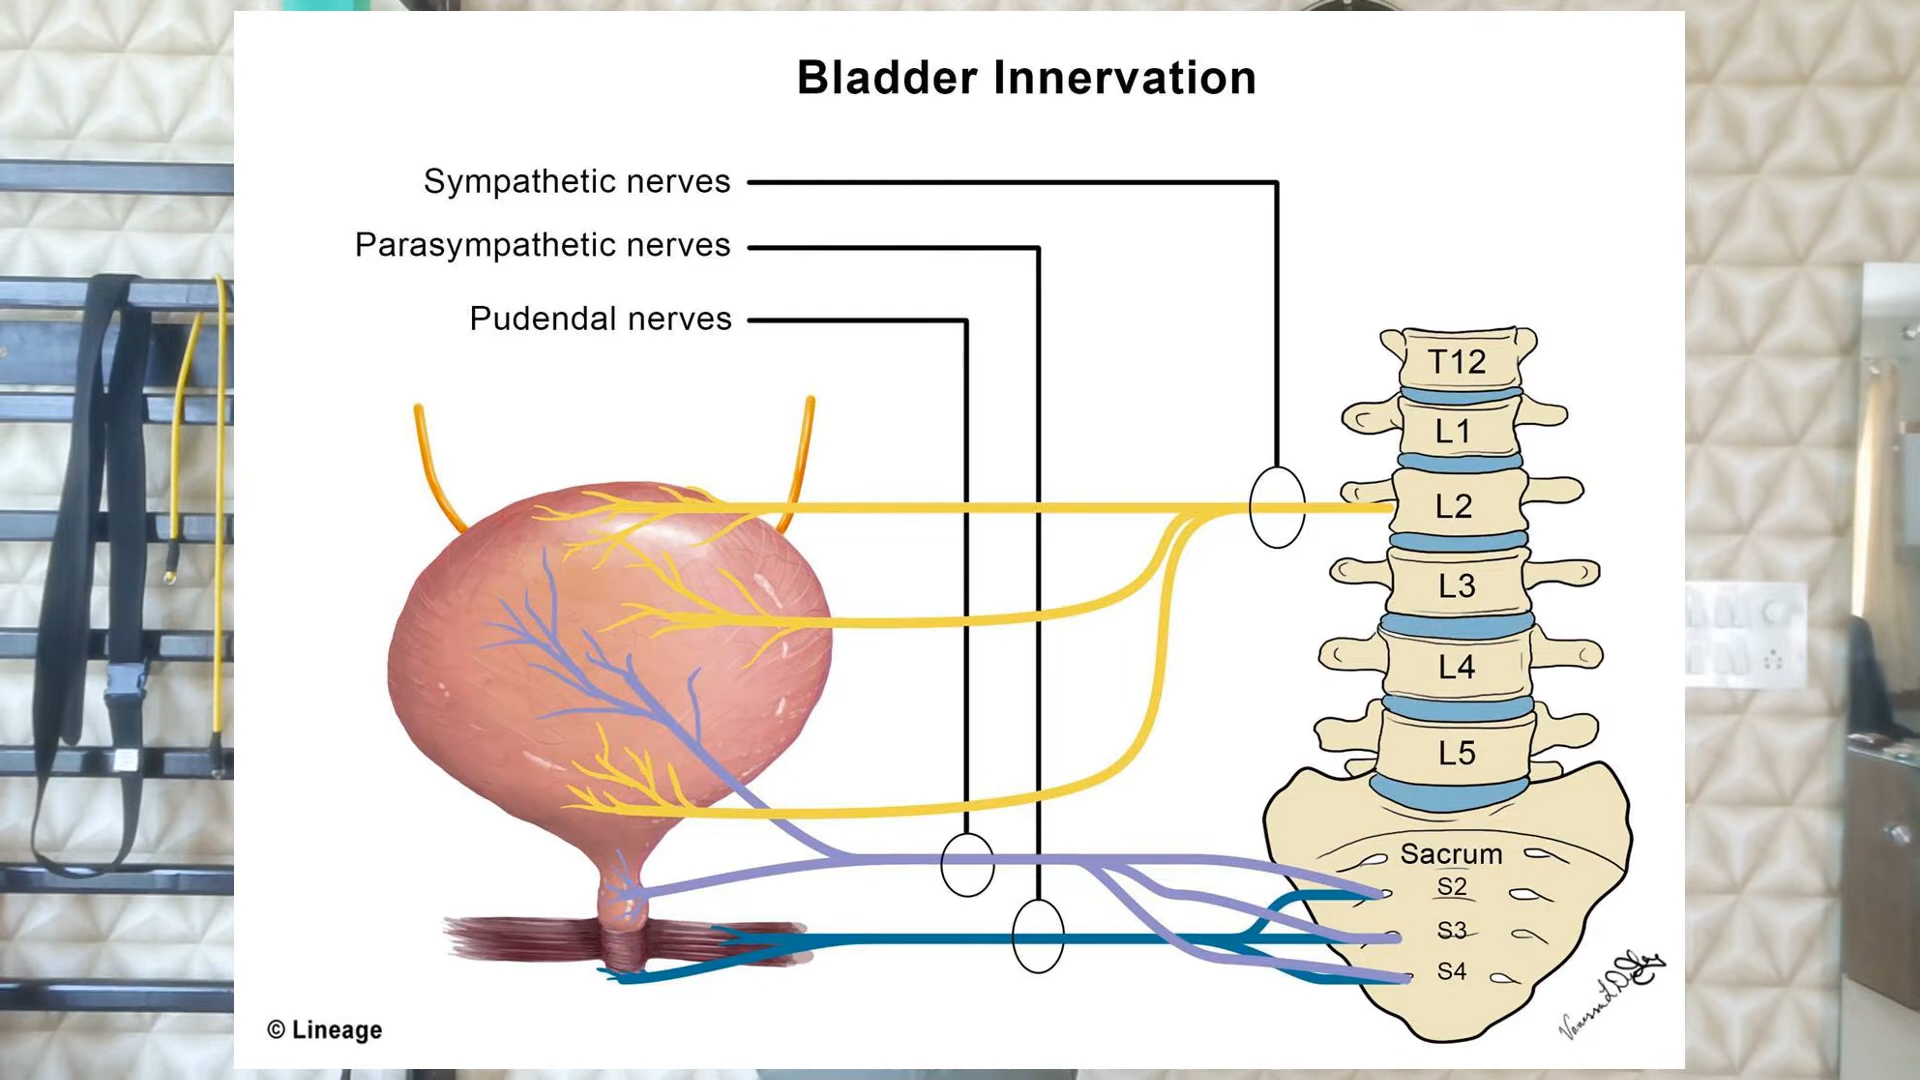 Bladder Innervation
Sympathetic nerves
Parasympathetic nerves
Pudendal nerves
T12
L1
L2
L3
L4
L5
Sacrum
S2
S3
S4
© Lineage